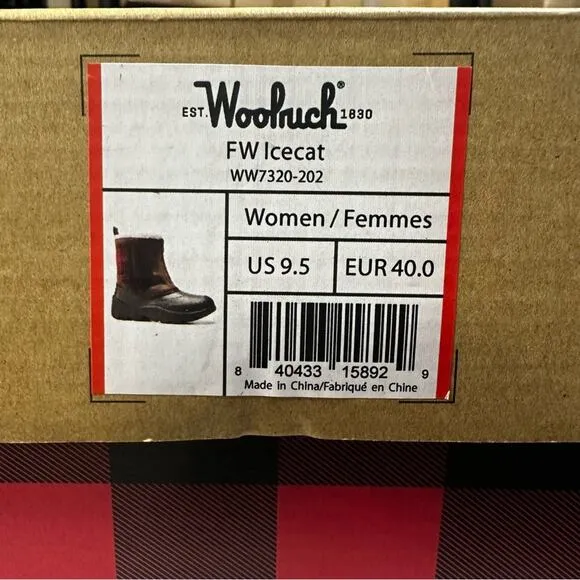 EST. Woolrich® 1830
FW Icecat
WW7320-202
Women / Femmes
US 9.5 EUR 40.0
8 40433 15892 9
Made in China/Fabriqué en Chine